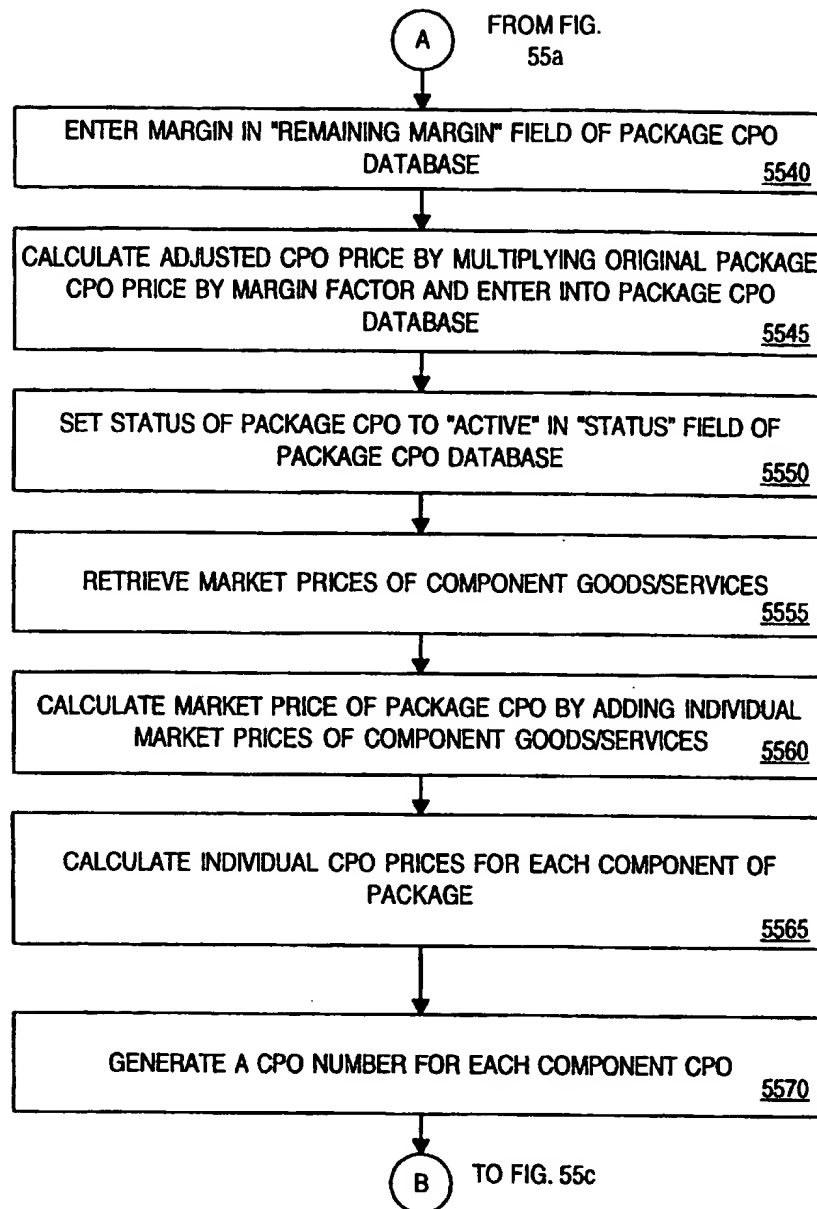 A
FROM FIG.
55a
ENTER MARGIN IN "REMAINING MARGIN" FIELD OF PACKAGE CPO
DATABASE
5540
CALCULATE ADJUSTED CPO PRICE BY MULTIPLYING ORIGINAL PACKAGE
CPO PRICE BY MARGIN FACTOR AND ENTER INTO PACKAGE CPO
DATABASE
5545
SET STATUS OF PACKAGE CPO TO "ACTIVE" IN "STATUS" FIELD OF
PACKAGE CPO DATABASE
5550
RETRIEVE MARKET PRICES OF COMPONENT GOODS/SERVICES
5555
CALCULATE MARKET PRICE OF PACKAGE CPO BY ADDING INDIVIDUAL
MARKET PRICES OF COMPONENT GOODS/SERVICES
5560
CALCULATE INDIVIDUAL CPO PRICES FOR EACH COMPONENT OF
PACKAGE
5565
GENERATE A CPO NUMBER FOR EACH COMPONENT CPO
5570
B
TO FIG. 55c